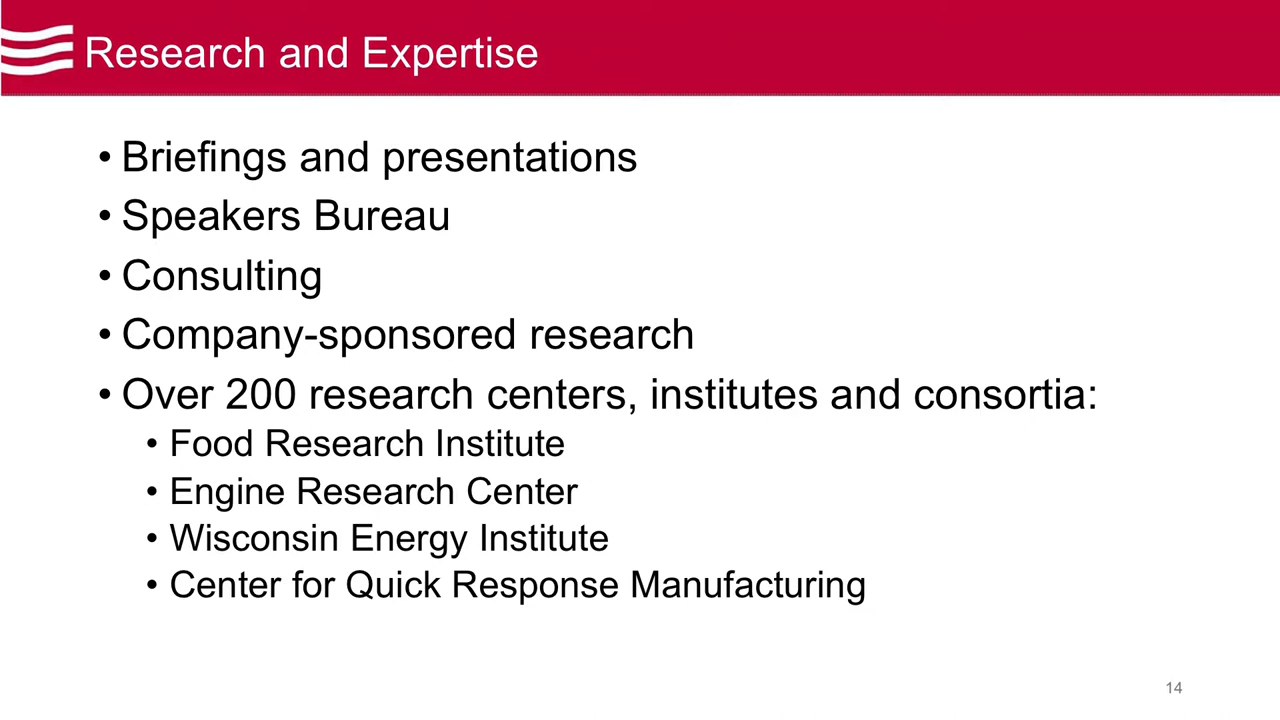 Research and Expertise
• Briefings and presentations
• Speakers Bureau
• Consulting
• Company-sponsored research
• Over 200 research centers, institutes and consortia:
• Food Research Institute
• Engine Research Center
• Wisconsin Energy Institute
• Center for Quick Response Manufacturing
14